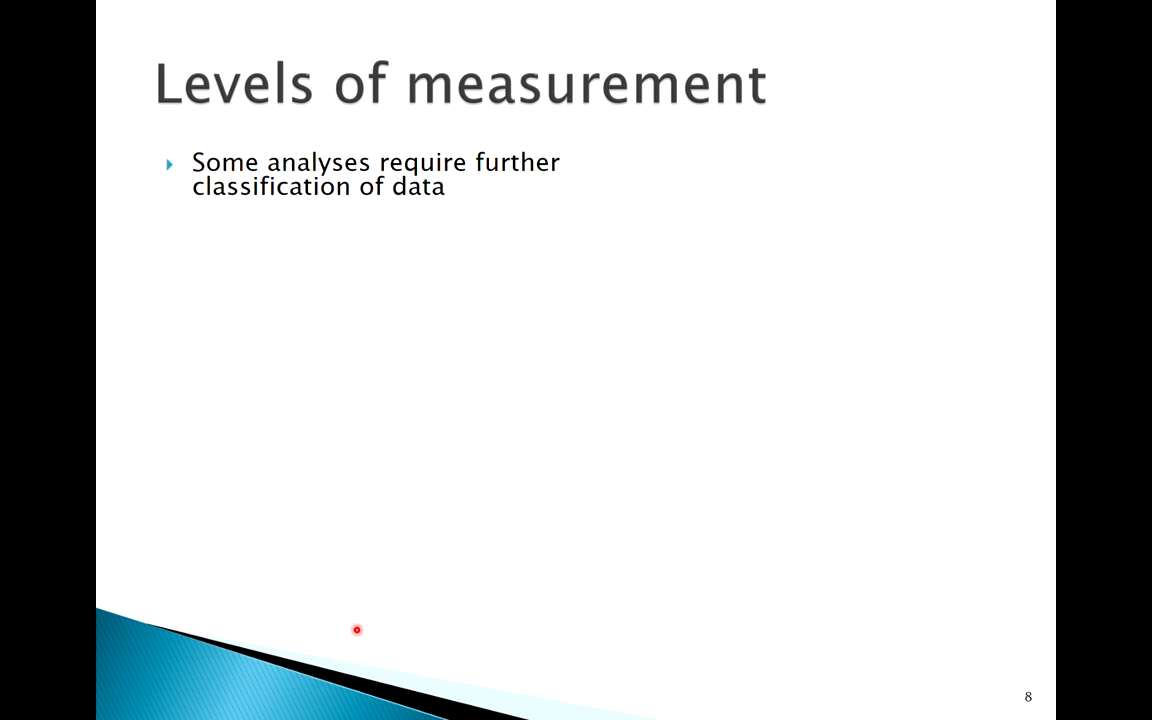 Levels of measurement
Some analyses require further
classification of data
8